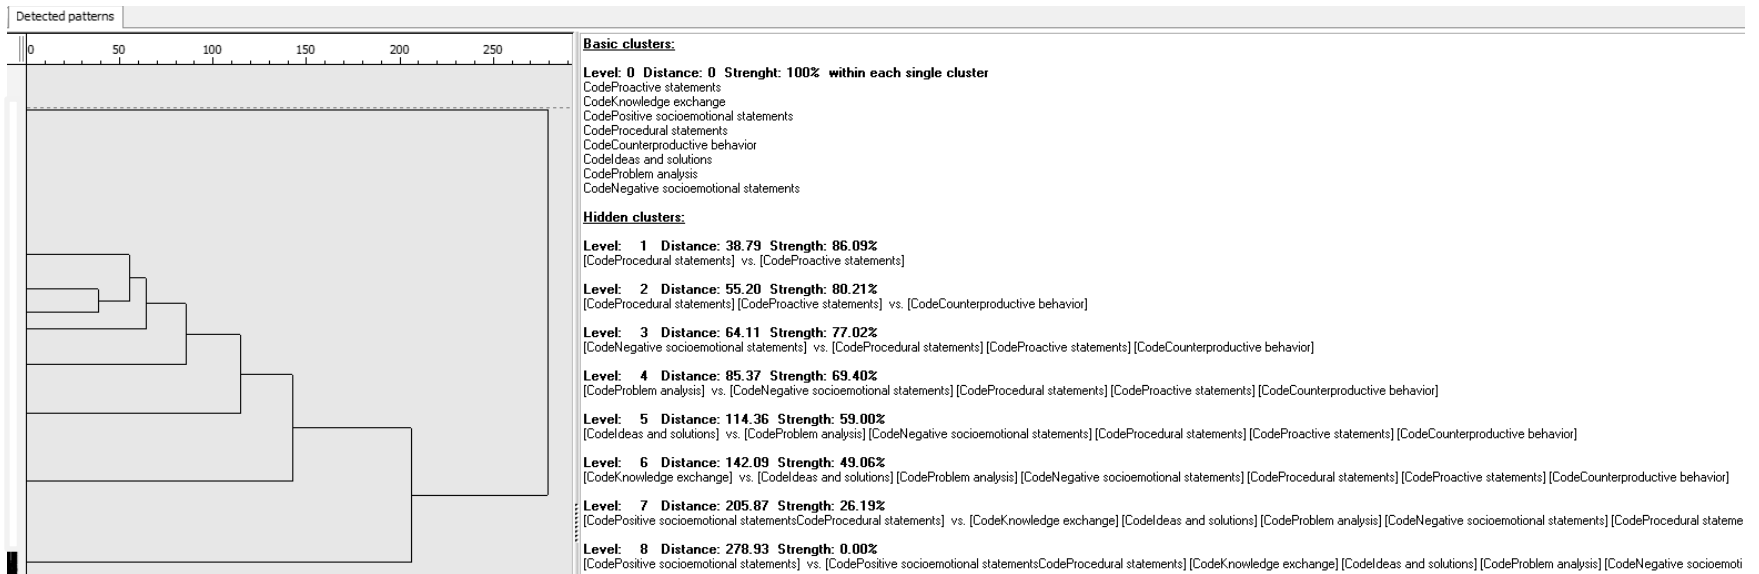 Detected patterns
0 50 100 150 200 250
Basic clusters:
Level: 0 Distance: 0 Strenght: 100% within each single cluster
CodeProactive statements
CodeKnowledge exchange
CodePositive socioemotional statements
CodeProcedural statements
CodeCounterproductive behavior
CodeIdeas and solutions
CodeProblem analysis
CodeNegative socioemotional statements
Hidden clusters:
Level: 1 Distance: 38.79 Strength: 86.09%
[CodeProcedural statements] vs. [CodeProactive statements]
Level: 2 Distance: 55.20 Strength: 80.21%
[CodeProcedural statements] [CodeProactive statements] vs. [CodeCounterproductive behavior]
Level: 3 Distance: 64.11 Strength: 77.02%
[CodeNegative socioemotional statements] vs. [CodeProcedural statements] [CodeProactive statements] [CodeCounterproductive behavior]
Level: 4 Distance: 85.37 Strength: 69.40%
[CodeProblem analysis] vs. [CodeNegative socioemotional statements] [CodeProcedural statements] [CodeProactive statements] [CodeCounterproductive behavior]
Level: 5 Distance: 114.36 Strength: 59.00%
[CodeIdeas and solutions] vs. [CodeProblem analysis] [CodeNegative socioemotional statements] [CodeProcedural statements] [CodeProactive statements] [CodeCounterproductive behavior]
Level: 6 Distance: 142.09 Strength: 49.06%
[CodeKnowledge exchange] vs. [CodeIdeas and solutions] [CodeProblem analysis] [CodeNegative socioemotional statements] [CodeProcedural statements] [CodeProactive statements] [CodeCounterproductive behavior]
Level: 7 Distance: 205.87 Strength: 26.19%
[CodePositive socioemotional statementsCodeProcedural statements] vs. [CodeKnowledge exchange] [CodeIdeas and solutions] [CodeProblem analysis] [CodeNegative socioemotional statements] [CodeProcedural stateme
Level: 8 Distance: 278.93 Strength: 0.00%
[CodePositive socioemotional statements] vs. [CodePositive socioemotional statementsCodeProcedural statements] [CodeKnowledge exchange] [CodeIdeas and solutions] [CodeProblem analysis] [CodeNegative socioemoti